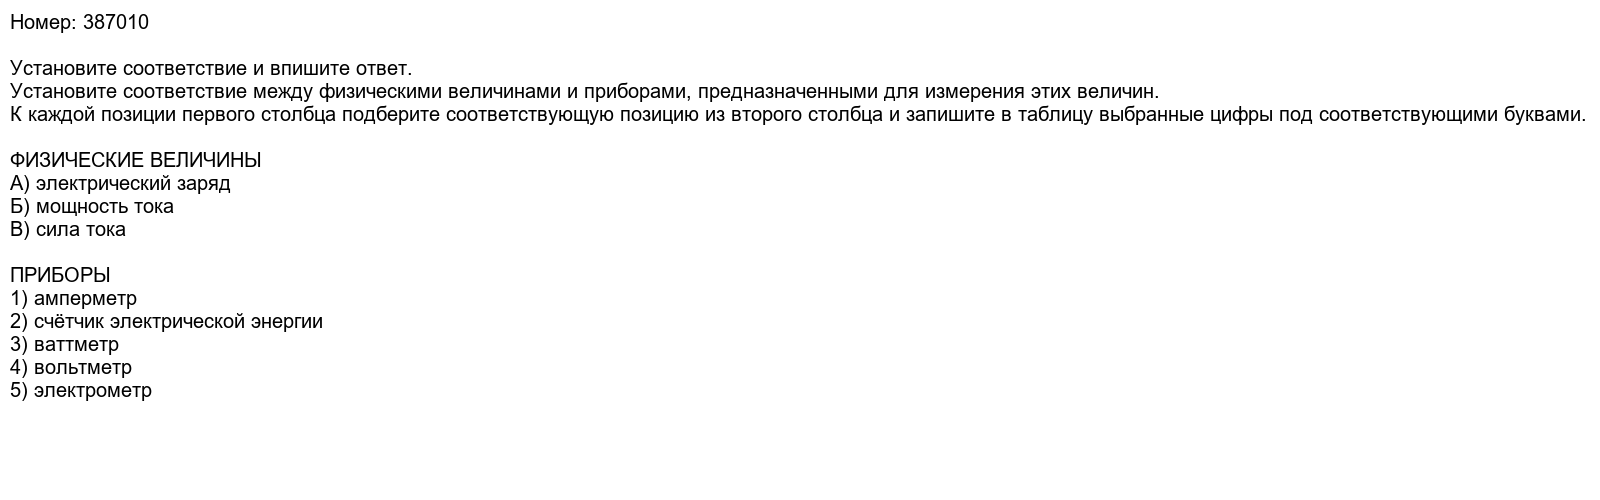 Номер: 387010
Установите соответствие и впишите ответ.
Установите соответствие между физическими величинами и приборами, предназначенными для измерения этих величин.
К каждой позиции первого столбца подберите соответствующую позицию из второго столбца и запишите в таблицу выбранные цифры под соответствующими буквами.
ФИЗИЧЕСКИЕ ВЕЛИЧИНЫ
А) электрический заряд
Б) мощность тока
В) сила тока
ПРИБОРЫ
1) амперметр
2) счётчик электрической энергии
3) ваттметр
4) вольтметр
5) электрометр